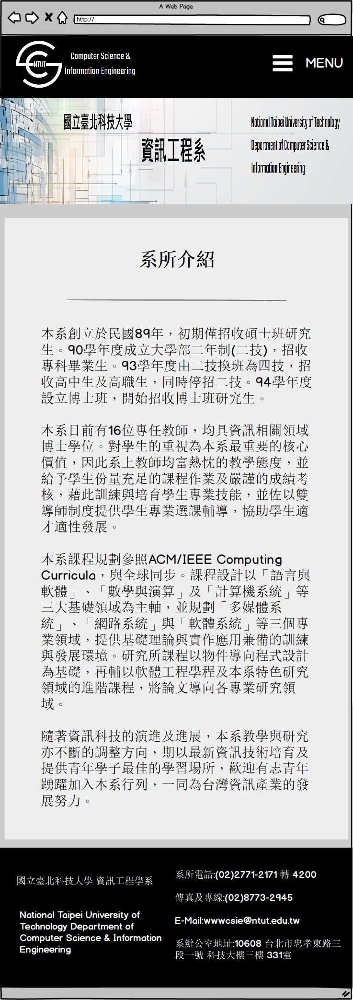 A Web Page
http://
NTUT
Computer Science &
Information Engineering
MENU
國立臺北科技大學
資訊工程系
National Taipei University of Technology
Department of Computer Science &
Information Engineering
系所介紹
本系創立於民國89年，初期僅招收碩士班研究
生。90學年度成立大學部二年制(二技)，招收
專科畢業生。93學年度由二技換班為四技，招
收高中生及高職生，同時停招二技。94學年度
設立博士班，開始招收博士班研究生。
本系目前有16位專任教師，均具資訊相關領域
博士學位。對學生的重視為本系最重要的核心
價值，因此系上教師均富熱忱的教學態度，並
給予學生份量充足的課程作業及嚴謹的成績考
核，藉此訓練與培育學生專業技能，並佐以雙
導師制度提供學生專業選課輔導，協助學生適
才適性發展。
本系課程規劃參照ACM/IEEE Computing
Curricula，與全球同步。課程設計以「語言與
軟體」、「數學與演算」及「計算機系統」等
三大基礎領域為主軸，並規劃「多媒體系
統」、「網路系統」與「軟體系統」等三個專
業領域，提供基礎理論與實作應用兼備的訓練
與發展環境。研究所課程以物件導向程式設計
為基礎，再輔以軟體工程學程及本系特色研究
領域的進階課程，將論文導向各專業研究領
域。
隨著資訊科技的演進及進展，本系教學與研究
亦不斷的調整方向，期以最新資訊技術培育及
提供青年學子最佳的學習場所，歡迎有志青年
踴躍加入本系行列，一同為台灣資訊產業的發
展努力。
國立臺北科技大學 資訊工程學系
National Taipei University of
Technology Department of
Computer Science & Information
Engineering
系所電話:(02)2771-2171 轉 4200
傳真及專線:(02)8773-2945
E-Mail:wwwcsie@ntut.edu.tw
系辦公室地址:10608 台北市忠孝東路三
段一號 科技大樓三樓 331室